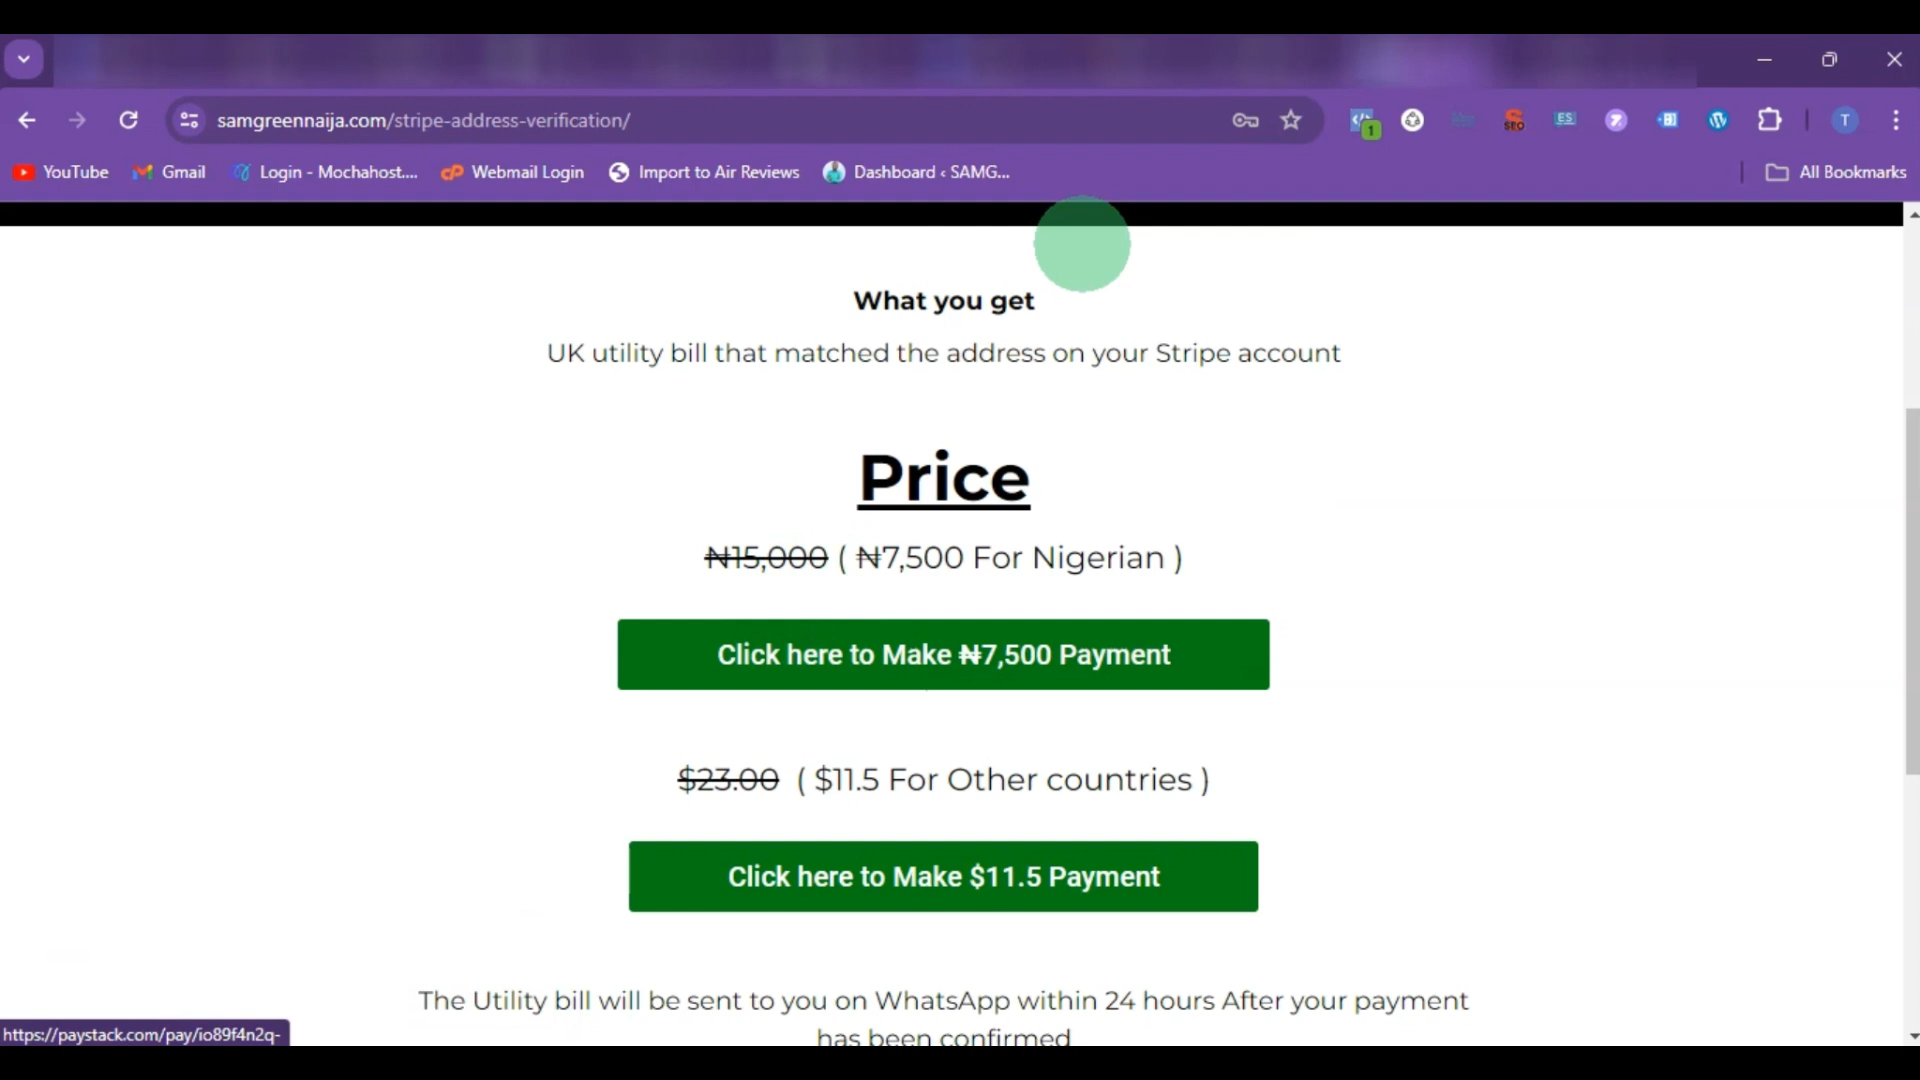 samgreennaija.com/stripe-address-verification/
1
SEO
ES
T
YouTube
Gmail
Login - Mochahost....
Webmail Login
Import to Air Reviews
Dashboard ‹ SAMG...
All Bookmarks
What you get
UK utility bill that matched the address on your Stripe account
Price
₦15,000 ( ₦7,500 For Nigerian )
Click here to Make ₦7,500 Payment
$23.00 ( $11.5 For Other countries )
Click here to Make $11.5 Payment
The Utility bill will be sent to you on WhatsApp within 24 hours After your payment
has been confirmed
https://paystack.com/pay/io89f4n2q-